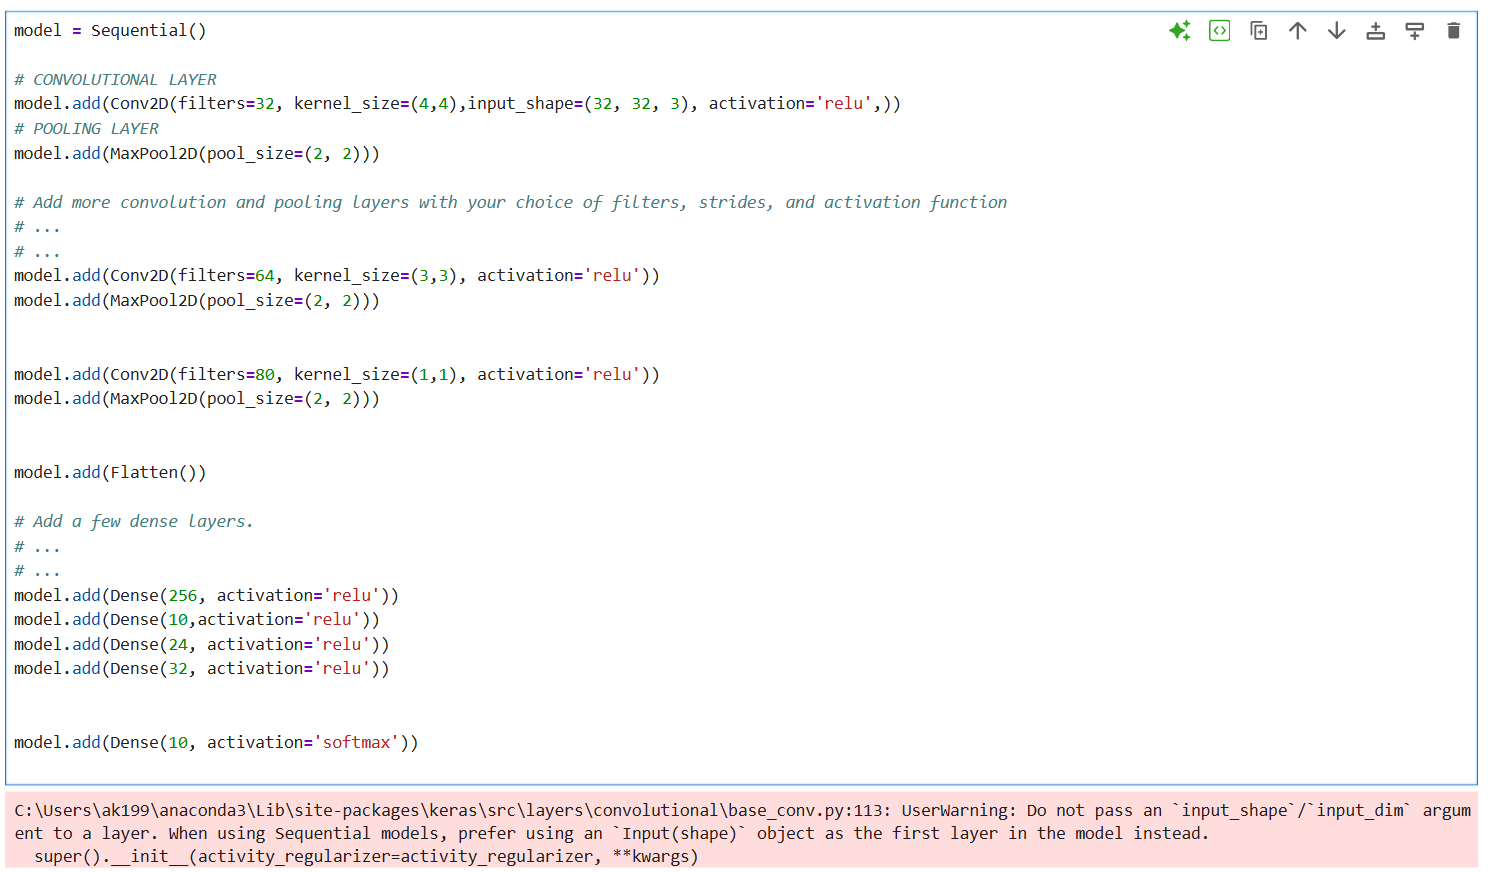 model = Sequential()
# CONVOLUTIONAL LAYER
model.add(Conv2D(filters=32, kernel_size=(4,4),input_shape=(32, 32, 3), activation='relu',))
# POOLING LAYER
model.add(MaxPool2D(pool_size=(2, 2)))
# Add more convolution and pooling layers with your choice of filters, strides, and activation function
# ...
# ...
model.add(Conv2D(filters=64, kernel_size=(3,3), activation='relu'))
model.add(MaxPool2D(pool_size=(2, 2)))
model.add(Conv2D(filters=80, kernel_size=(1,1), activation='relu'))
model.add(MaxPool2D(pool_size=(2, 2)))
model.add(Flatten())
# Add a few dense layers.
# ...
# ...
model.add(Dense(256, activation='relu'))
model.add(Dense(10,activation='relu'))
model.add(Dense(24, activation='relu'))
model.add(Dense(32, activation='relu'))
model.add(Dense(10, activation='softmax'))
C:\Users\ak199\anaconda3\Lib\site-packages\keras\src\layers\convolutional\base_conv.py:113: UserWarning: Do not pass an `input_shape`/`input_dim` argum
ent to a layer. When using Sequential models, prefer using an `Input(shape)` object as the first layer in the model instead.
  super().__init__(activity_regularizer=activity_regularizer, **kwargs)